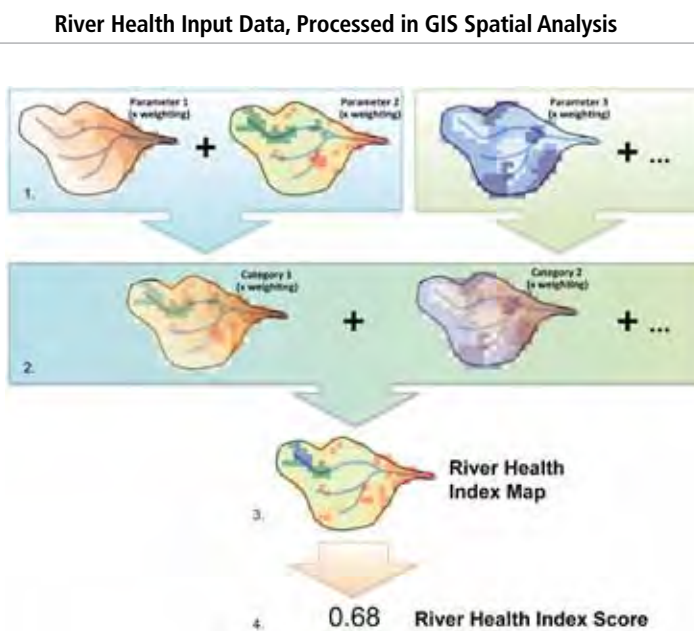 River Health Input Data, Processed in GIS Spatial Analysis
Parameter 1
(x weighting)
+
Parameter 2
(x weighting)
Parameter 3
(x weighting)
+ ...
1.
Category 1
(x weighting)
+
Category 2
(x weighting)
+ ...
2.
River Health
Index Map
3.
4.
0.68
River Health Index Score